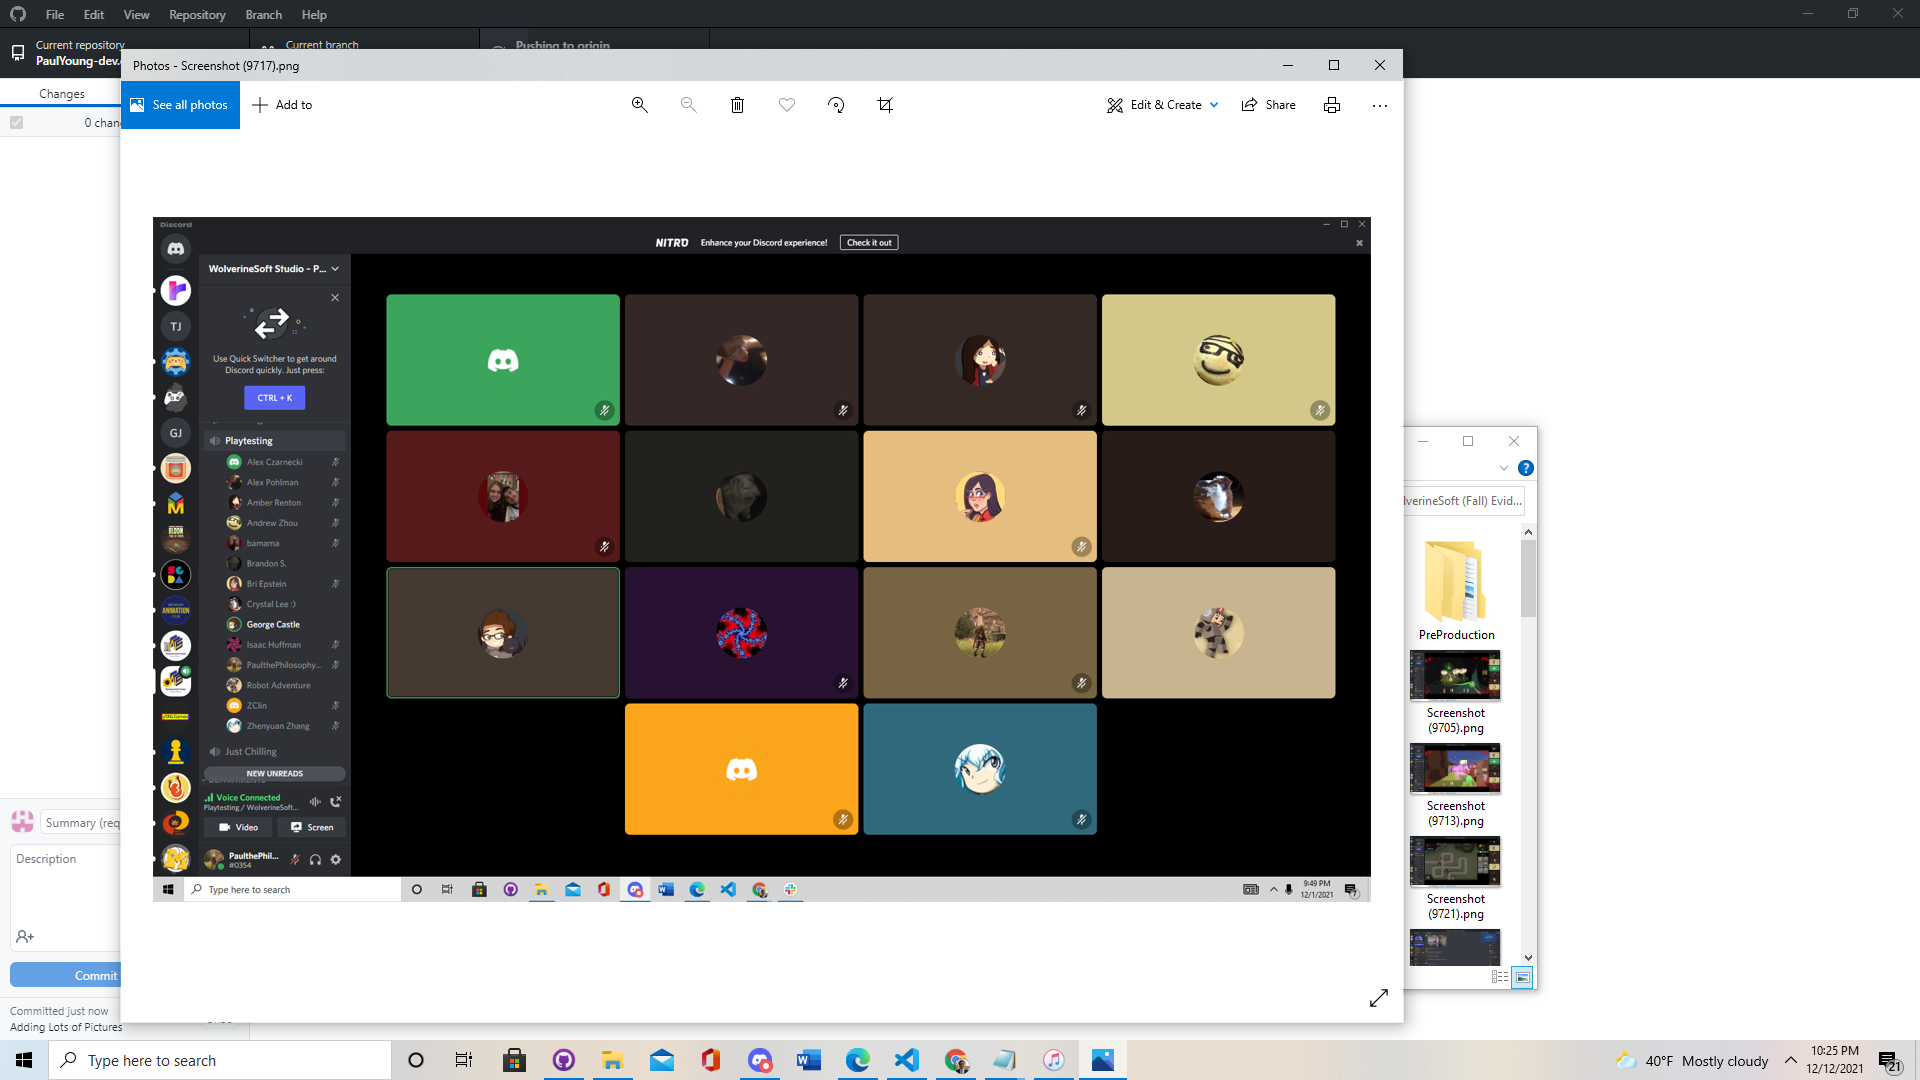 File Edit View Repository Branch Help
Current repository
PaulYoung-dev.
Current branch
Pushing to origin
Photos - Screenshot (9717).png
Changes
See all photos
Add to
Edit & Create
Share
0 chan
Discord
NITRO Enhance your Discord experience! Check it out
WolverineSoft Studio - P...
TJ
Use Quick Switcher to get around
Discord quickly. Just press:
CTRL + K
GJ
Playtesting
Alex Czarnecki
Alex Pohlman
Amber Renton
Andrew Zhou
bamama
Brandon S.
Bri Epstein
Crystal Lee :)
George Castle
Isaac Huffman
PaulthePhilosophy...
Robot Adventure
ZClin
Zhenyuan Zhang
Just Chilling
NEW UNREADS
Voice Connected
Playtesting / WolverineSoft...
Video
Screen
PaulthePhil...
#0354
Type here to search
9:49 PM
12/1/2021
lverineSoft (Fall) Evid...
PreProduction
Screenshot
(9705).png
Screenshot
(9713).png
Screenshot
(9721).png
Summary (req
Description
Commit
Committed just now
Adding Lots of Pictures
Type here to search
40°F Mostly cloudy
10:25 PM
12/12/2021
21